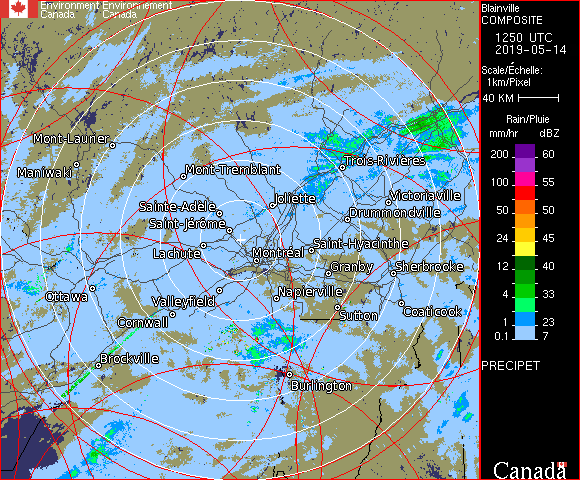 Environment Environnement
Canada Canada
Blainville
COMPOSITE
1250 UTC
2019-05-14
Scale/Échelle:
1km/Pixel
40 KM
Rain/Pluie
mm/hr dBZ
200 60
100 55
50 50
24 45
12 40
4 33
1 23
0.1 7
PRECIPET
Mont-Laurier
Maniwaki
Mont-Tremblant
Trois-Rivières
Sainte-Adèle
Joliette
Victoriaville
Drummondville
Saint-Jérôme
Lachute
Montréal
Saint-Hyacinthe
Granby
Sherbrooke
Ottawa
Valleyfield
Napierville
Cornwall
Sutton
Coaticook
Brockville
Burlington
Canada